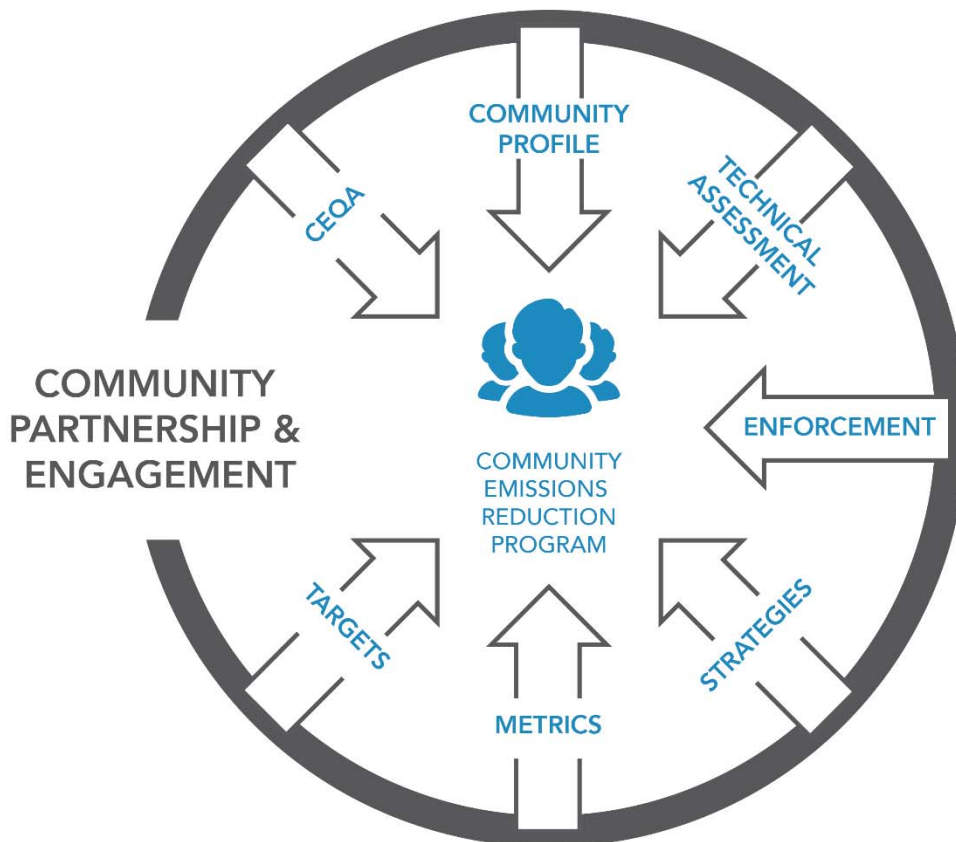 COMMUNITY
PROFILE
CEQA
TECHNICAL
ASSESSMENT
COMMUNITY
PARTNERSHIP &
ENGAGEMENT
ENFORCEMENT
COMMUNITY
EMISSIONS
REDUCTION
PROGRAM
TARGETS
STRATEGIES
METRICS